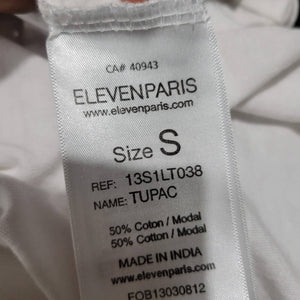 CA# 40943
ELEVENPARIS
www.elevenparis.com
Size S
REF: 13S1LT038
NAME: TUPAC
50% Coton / Modal
50% Cotton / Modal
MADE IN INDIA
www.elevenparis.com
EOB13030812